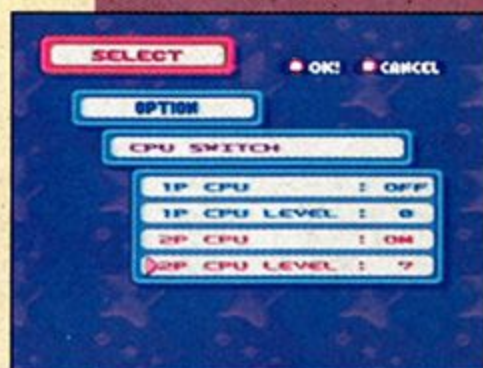 SELECT
OK! CANCEL
OPTION
CPU SWITCH
1P CPU : OFF
1P CPU LEVEL : 0
2P CPU : ON
2P CPU LEVEL : 7